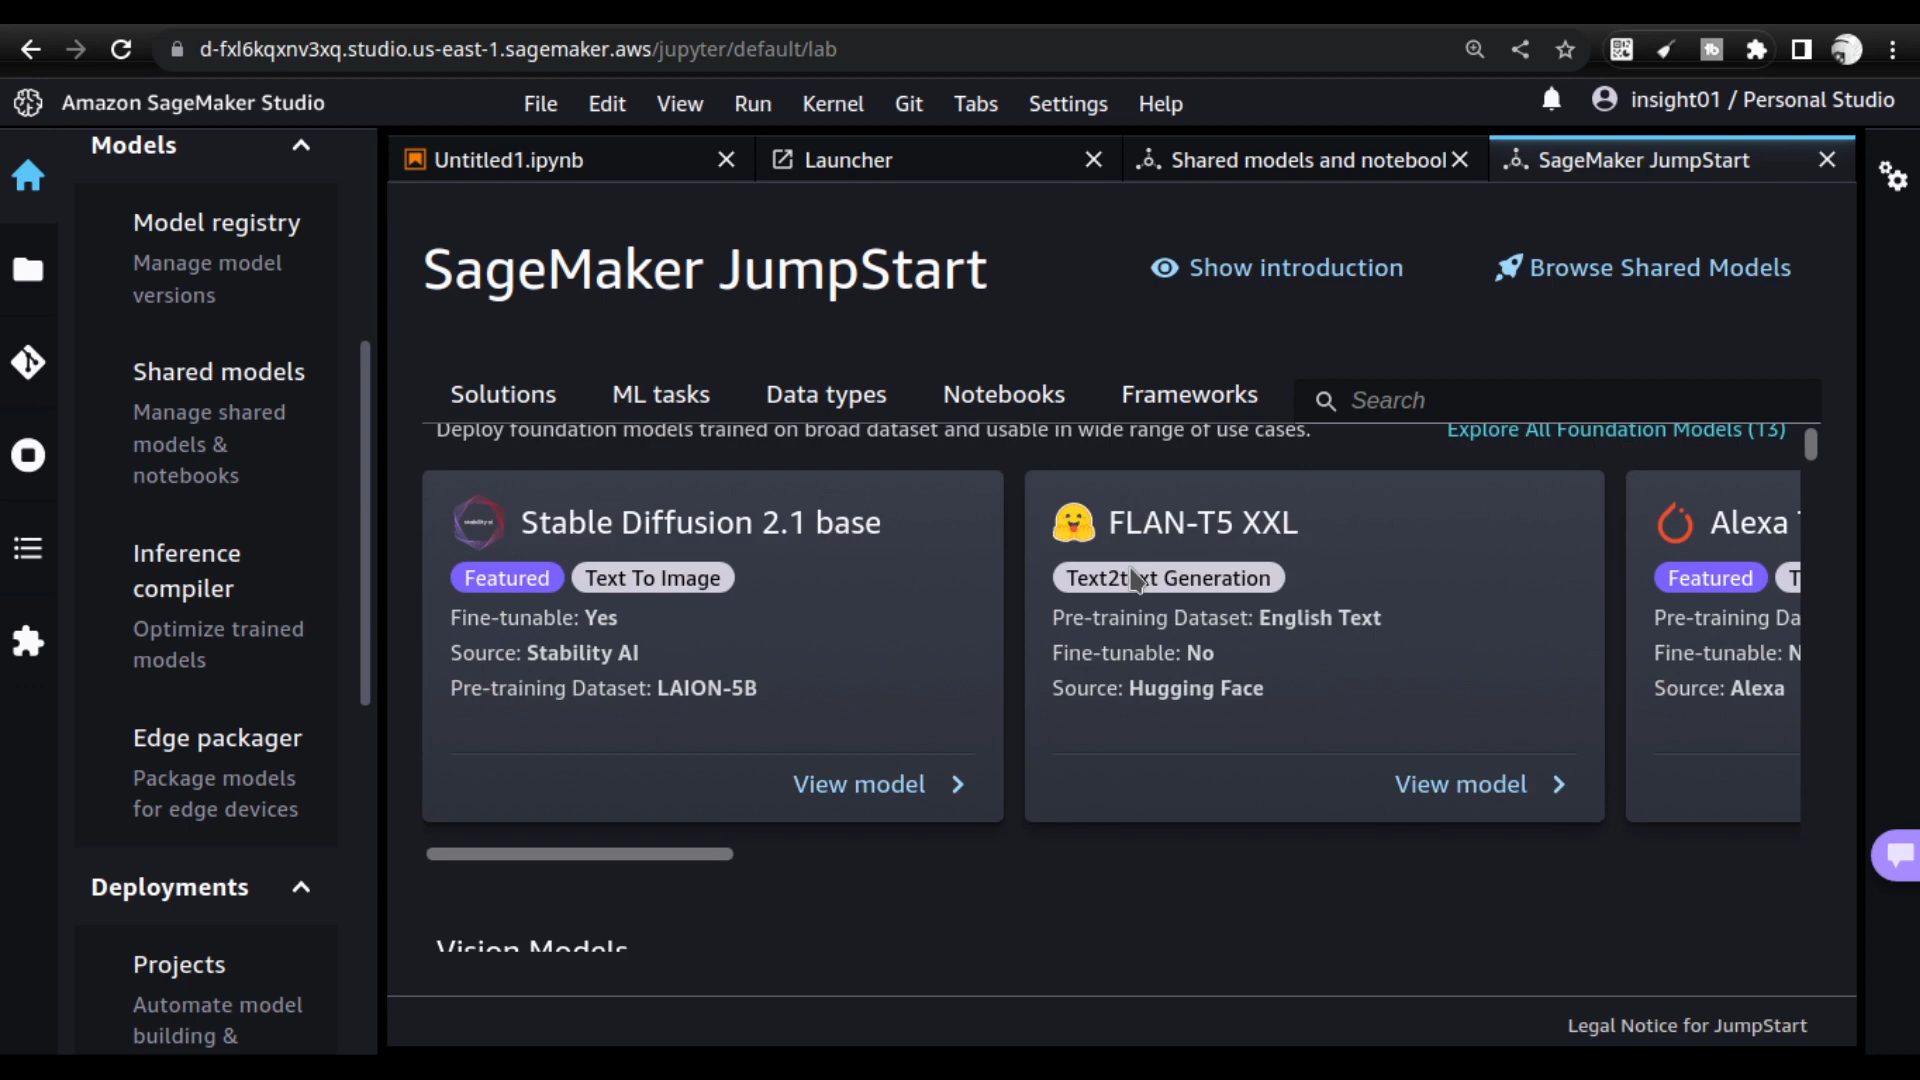 d-fxl6kqxnv3xq.studio.us-east-1.sagemaker.aws/jupyter/default/lab
Amazon SageMaker Studio
File Edit View Run Kernel Git Tabs Settings Help
insight01 / Personal Studio
Models
Model registry
Manage model
versions
Shared models
Manage shared
models &
notebooks
Inference
compiler
Optimize trained
models
Edge packager
Package models
for edge devices
Deployments
Projects
Automate model
building &
Untitled1.ipynb
Launcher
Shared models and notebool
SageMaker JumpStart
SageMaker JumpStart
Show introduction
Browse Shared Models
Solutions ML tasks Data types Notebooks Frameworks
Search
Deploy foundation models trained on broad dataset and usable in wide range of use cases.
Explore All Foundation Models (13)
Stable Diffusion 2.1 base
Featured Text To Image
Fine-tunable: Yes
Source: Stability AI
Pre-training Dataset: LAION-5B
View model
FLAN-T5 XXL
Text2text Generation
Pre-training Dataset: English Text
Fine-tunable: No
Source: Hugging Face
View model
Alexa
Featured
Pre-training Da
Fine-tunable: N
Source: Alexa
Vision Models
Legal Notice for JumpStart